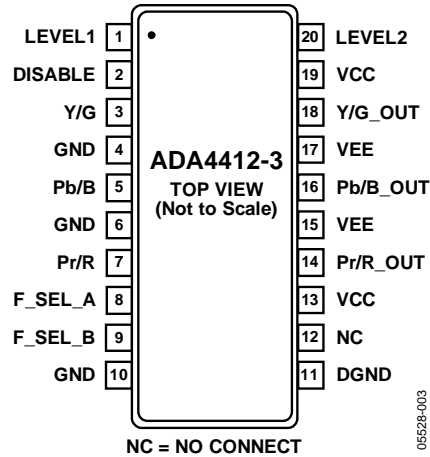 LEVEL1 1 20 LEVEL2
DISABLE 2 19 VCC
Y/G 3 18 Y/G_OUT
GND 4 17 VEE
ADA4412-3
Pb/B 5 16 Pb/B_OUT
TOP VIEW
(Not to Scale)
GND 6 15 VEE
Pr/R 7 14 Pr/R_OUT
F_SEL_A 8 13 VCC
F_SEL_B 9 12 NC
GND 10 11 DGND
NC = NO CONNECT
05528-003